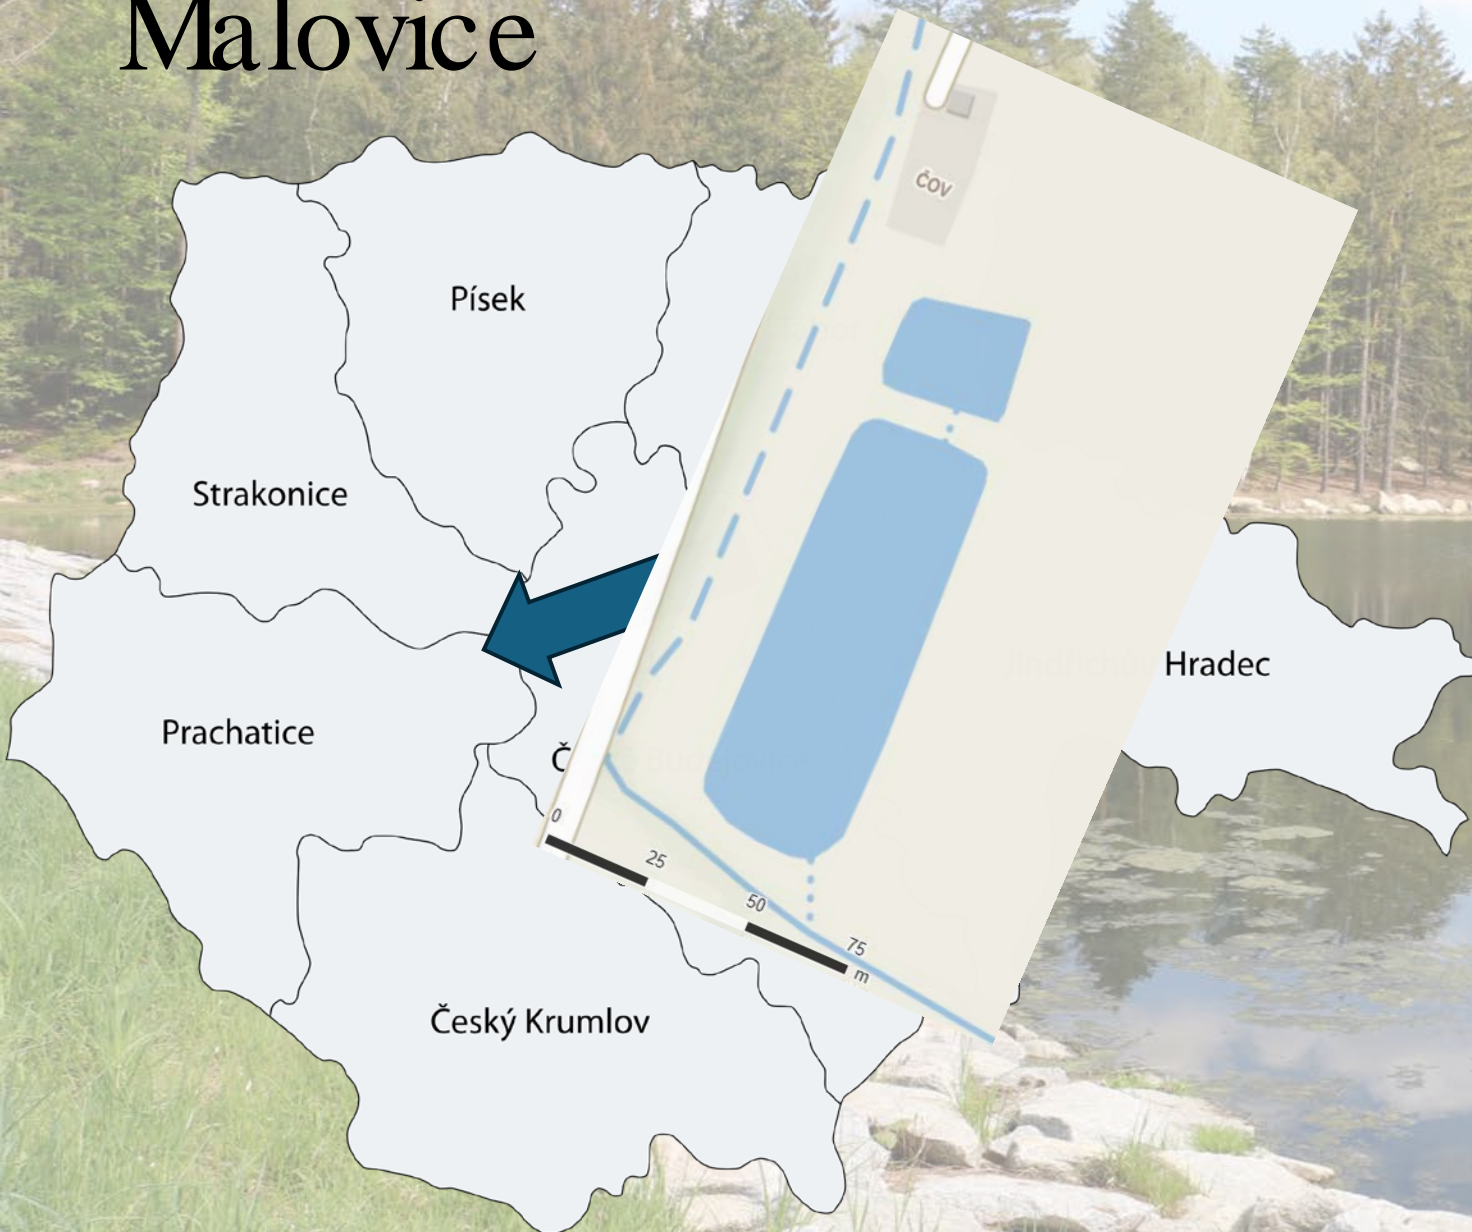 Malovice
ČOV
Písek
Strakonice
Hradec
Prachatice
Č
0
25
50
75
m
Český Krumlov